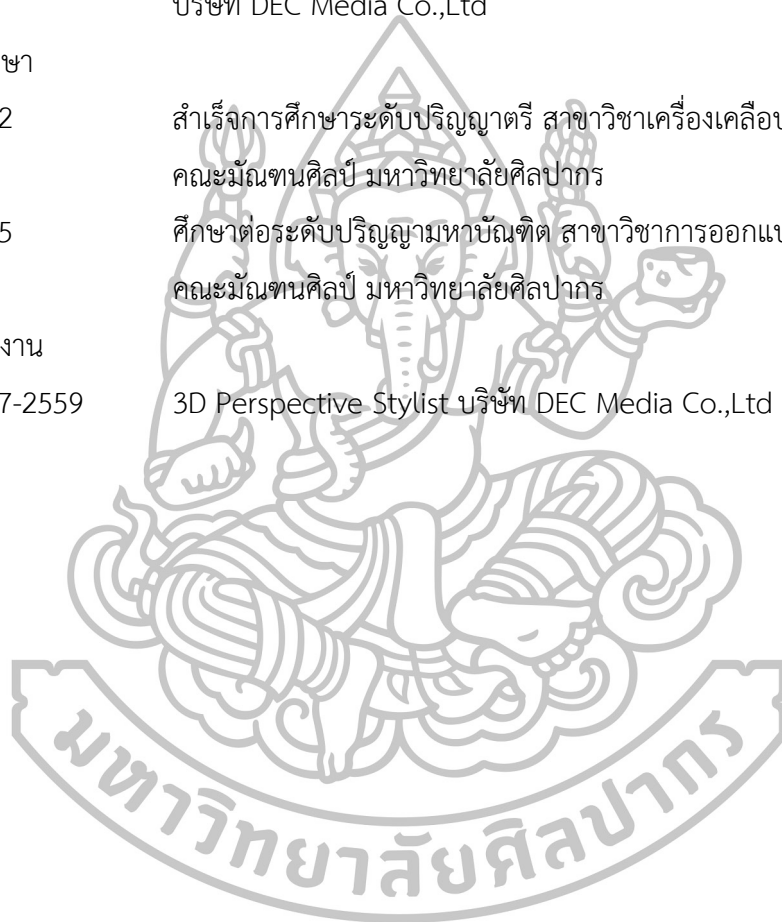 บริษัท DEC Media Co.,Ltd
ษา
2 สำเร็จการศึกษาระดับปริญญาตรี สาขาวิชาเครื่องเคลือบ
คณะมัณฑนศิลป์ มหาวิทยาลัยศิลปากร
5 ศึกษาต่อระดับปริญญามหาบัณฑิต สาขาวิชาการออกแบ
คณะมัณฑนศิลป์ มหาวิทยาลัยศิลปากร
งาน
7-2559 3D Perspective Stylist บริษัท DEC Media Co.,Ltd
มหาวิทยาลัยศิลปากร